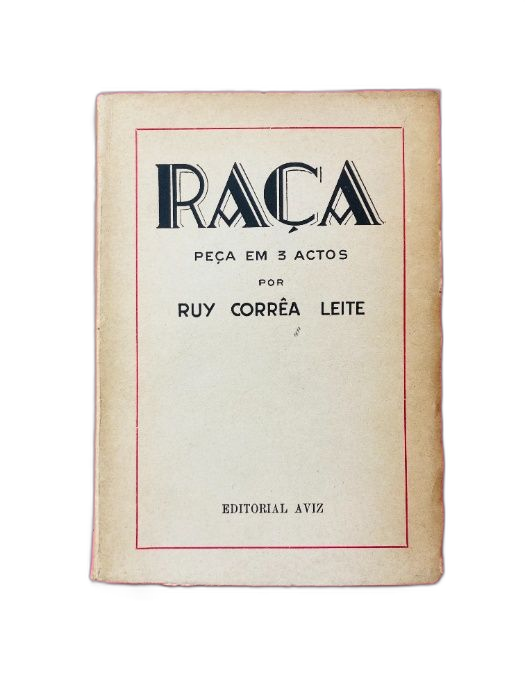 RAÇA
PEÇA EM 3 ACTOS
POR
RUY CORRÊA LEITE
EDITORIAL AVIZ